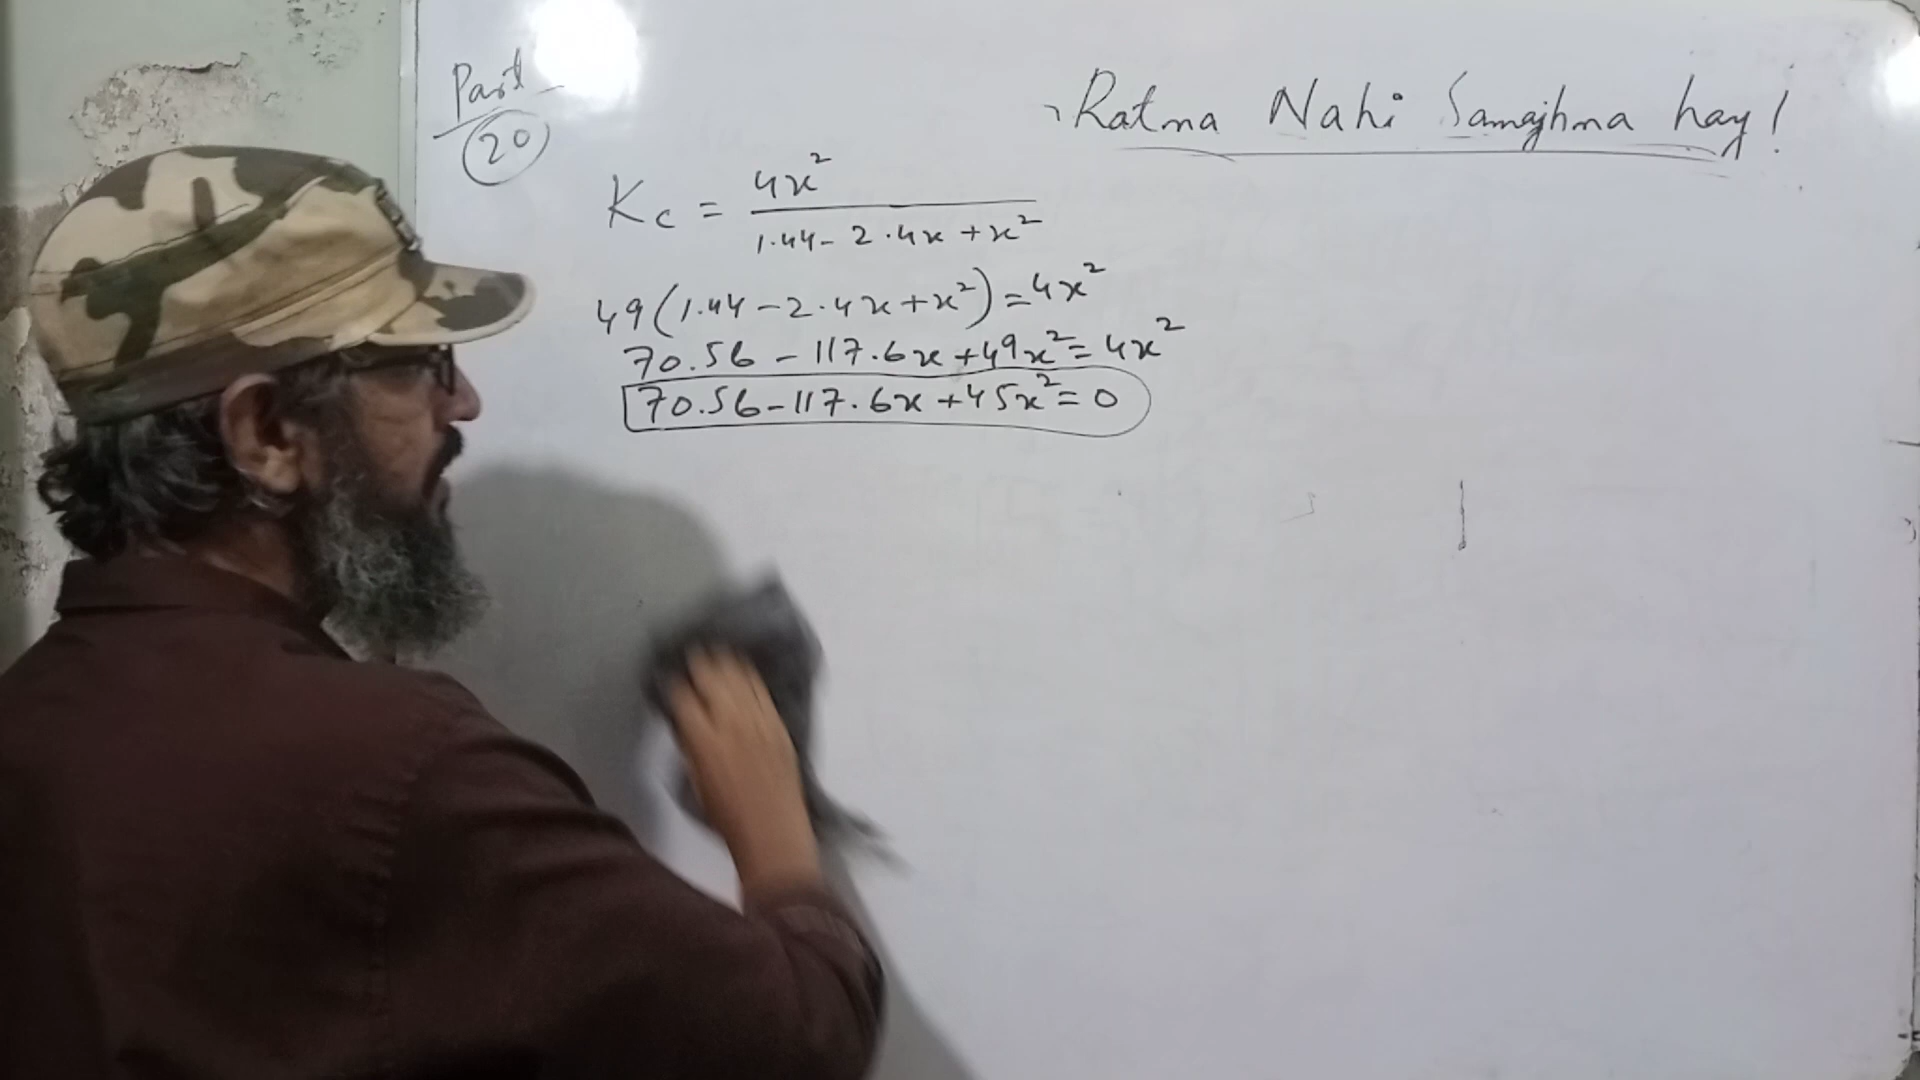 Part
20
Ratna Nahi Samajhna hay!
Kc = 4x² / 1.44 - 2.4x + x²
49(1.44 - 2.4x + x²) = 4x²
70.56 - 117.6x + 49x² = 4x²
70.56 - 117.6x + 45x² = 0